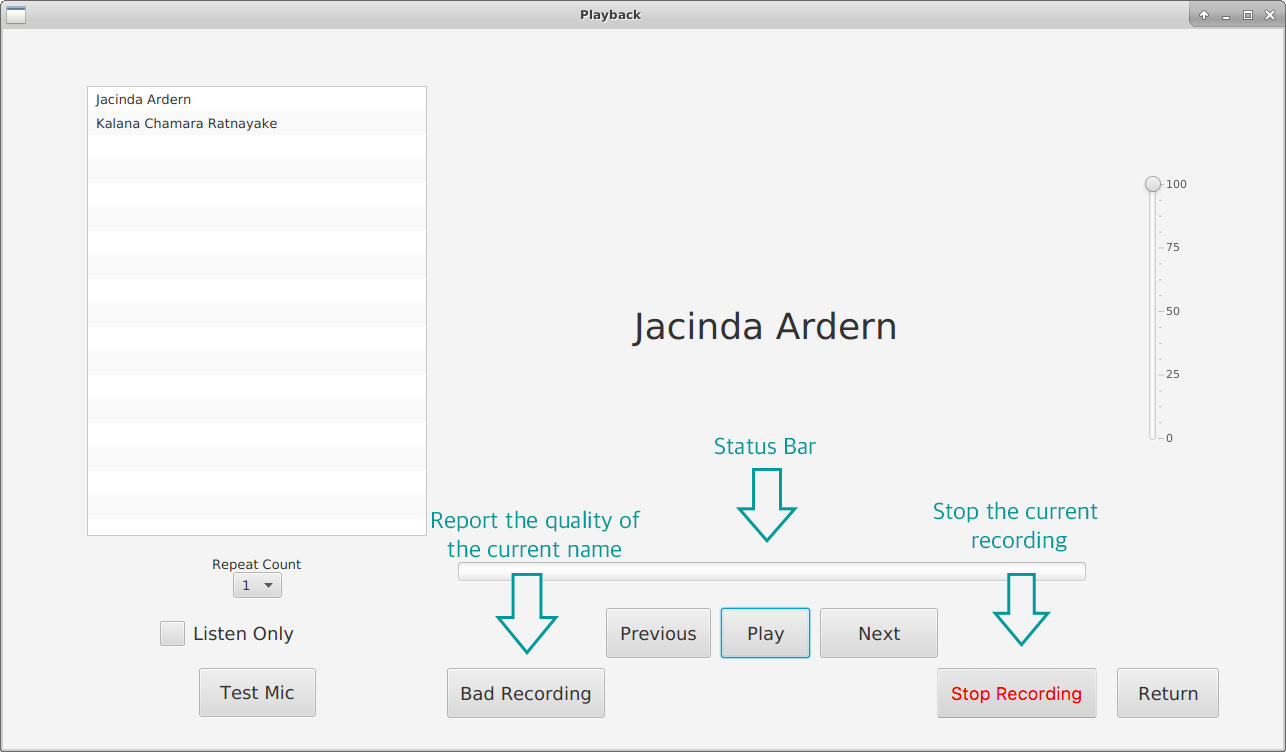 Playback
Jacinda Ardern
Kalana Chamara Ratnayake
100
75
50
25
0
Jacinda Ardern
Status Bar
Report the quality of
the current name
Stop the current
recording
Repeat Count
1
Listen Only
Previous
Play
Next
Test Mic
Bad Recording
Stop Recording
Return